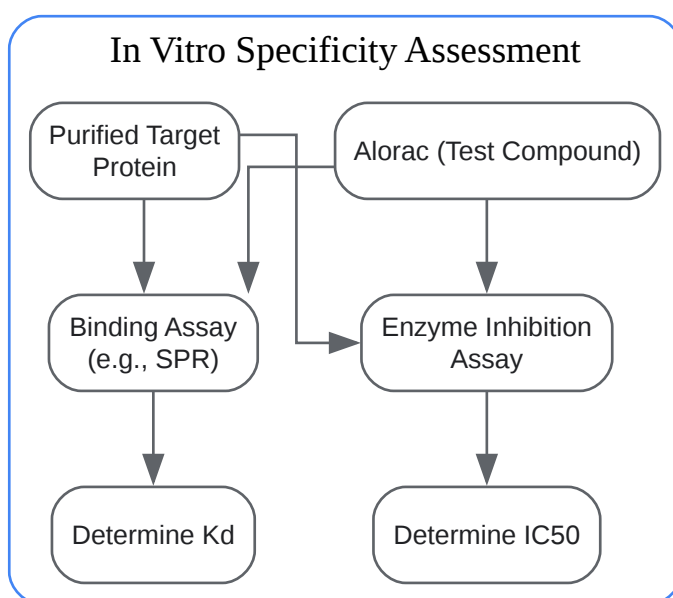 In Vitro Specificity Assessment
Purified Target
Protein
Alorac (Test Compound)
Binding Assay
(e.g., SPR)
Enzyme Inhibition
Assay
Determine Kd
Determine IC50